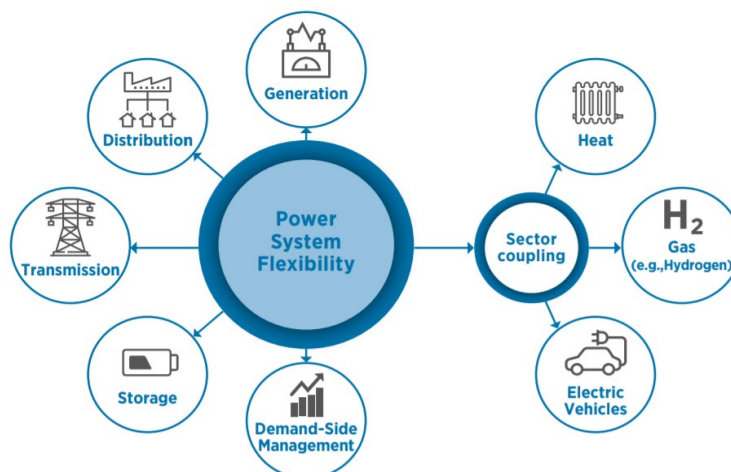 Generation
Distribution
Transmission
Storage
Demand-Side
Management
Power
System
Flexibility
Sector
coupling
Heat
H2
Gas
(e.g.,Hydrogen)
Electric
Vehicles